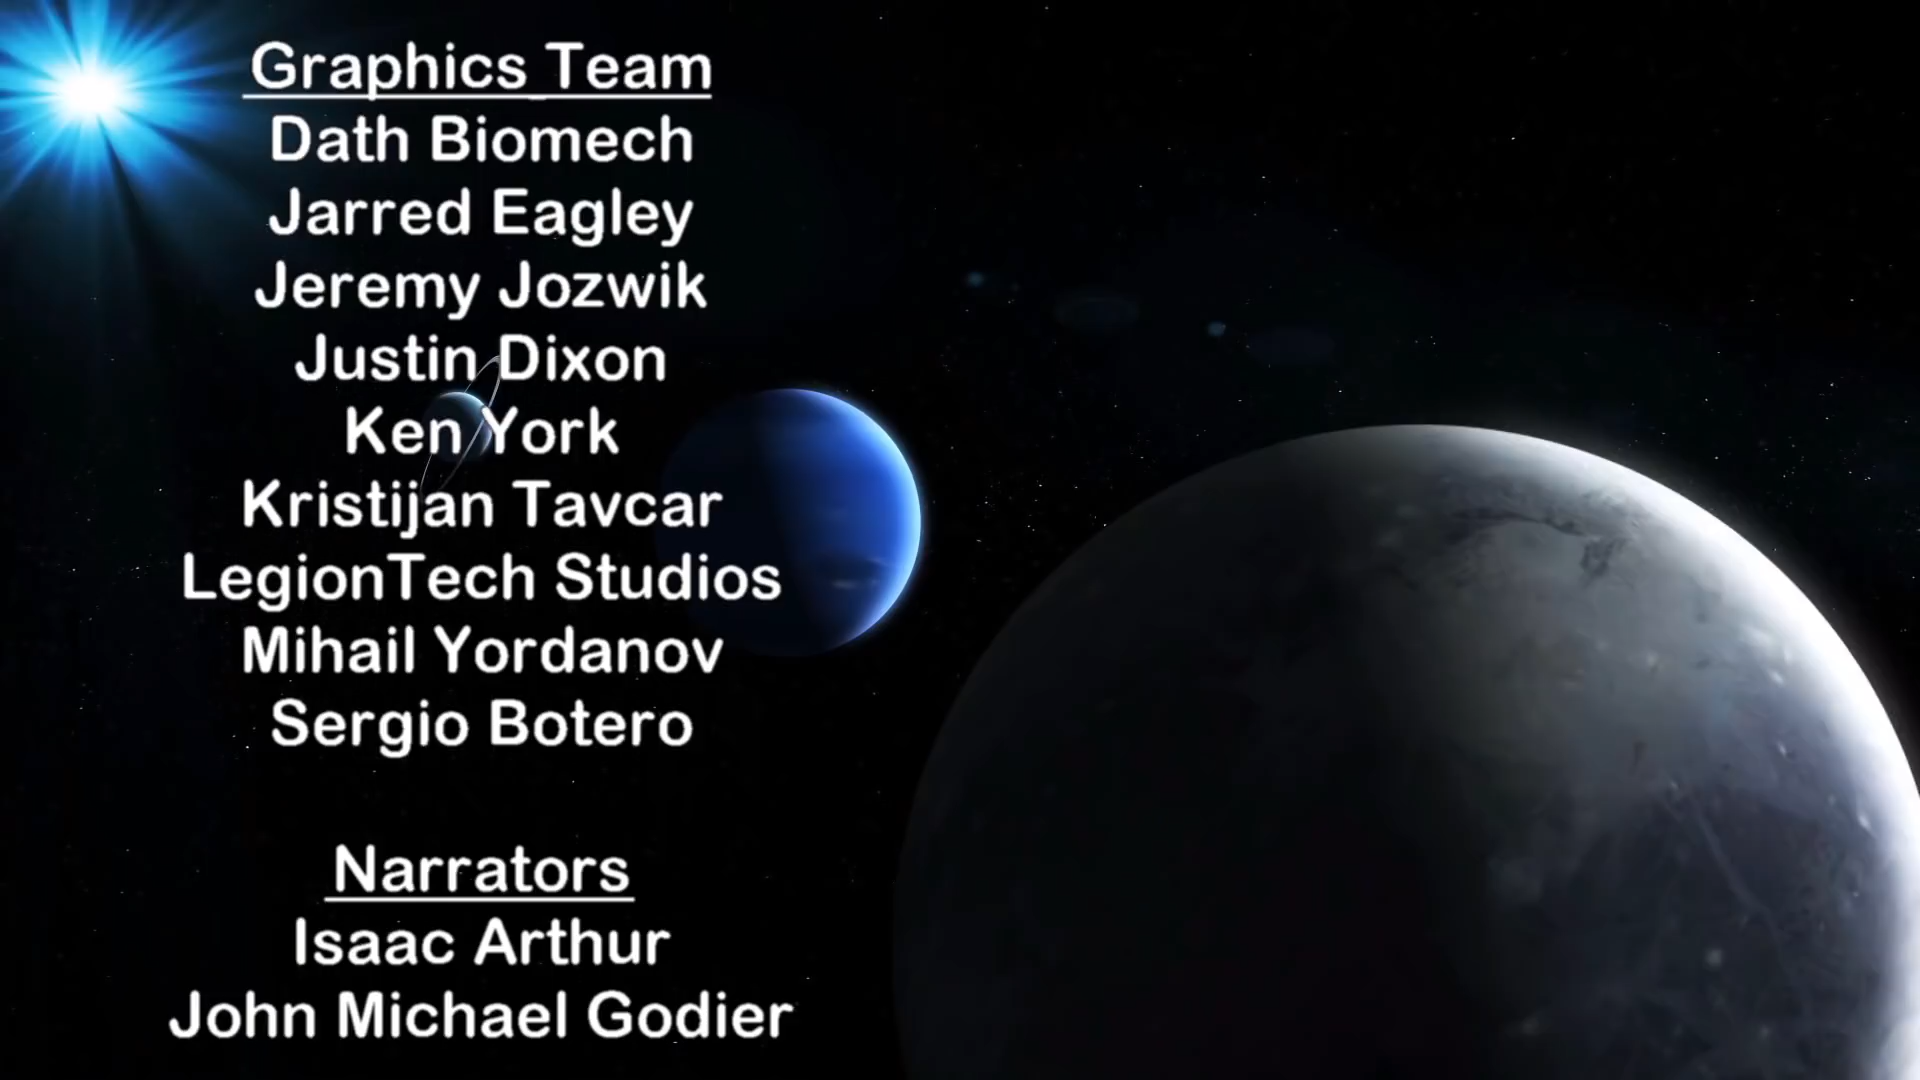 Graphics Team
Dath Biomech
Jarred Eagley
Jeremy Jozwik
Justin Dixon
Ken York
Kristijan Tavcar
LegionTech Studios
Mihail Yordanov
Sergio Botero
Narrators
Isaac Arthur
John Michael Godier